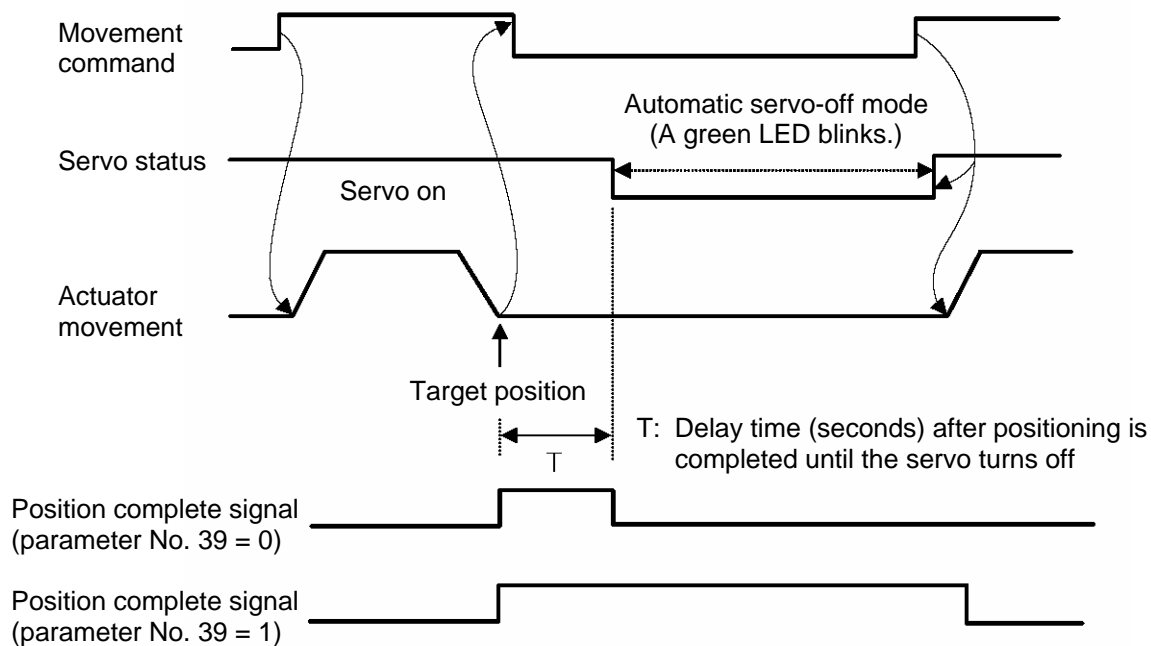 Movement
command
Automatic servo-off mode
(A green LED blinks.)
Servo status
Servo on
Actuator
movement
Target position
T: Delay time (seconds) after positioning is
completed until the servo turns off
T
Position complete signal
(parameter No. 39 = 0)
Position complete signal
(parameter No. 39 = 1)